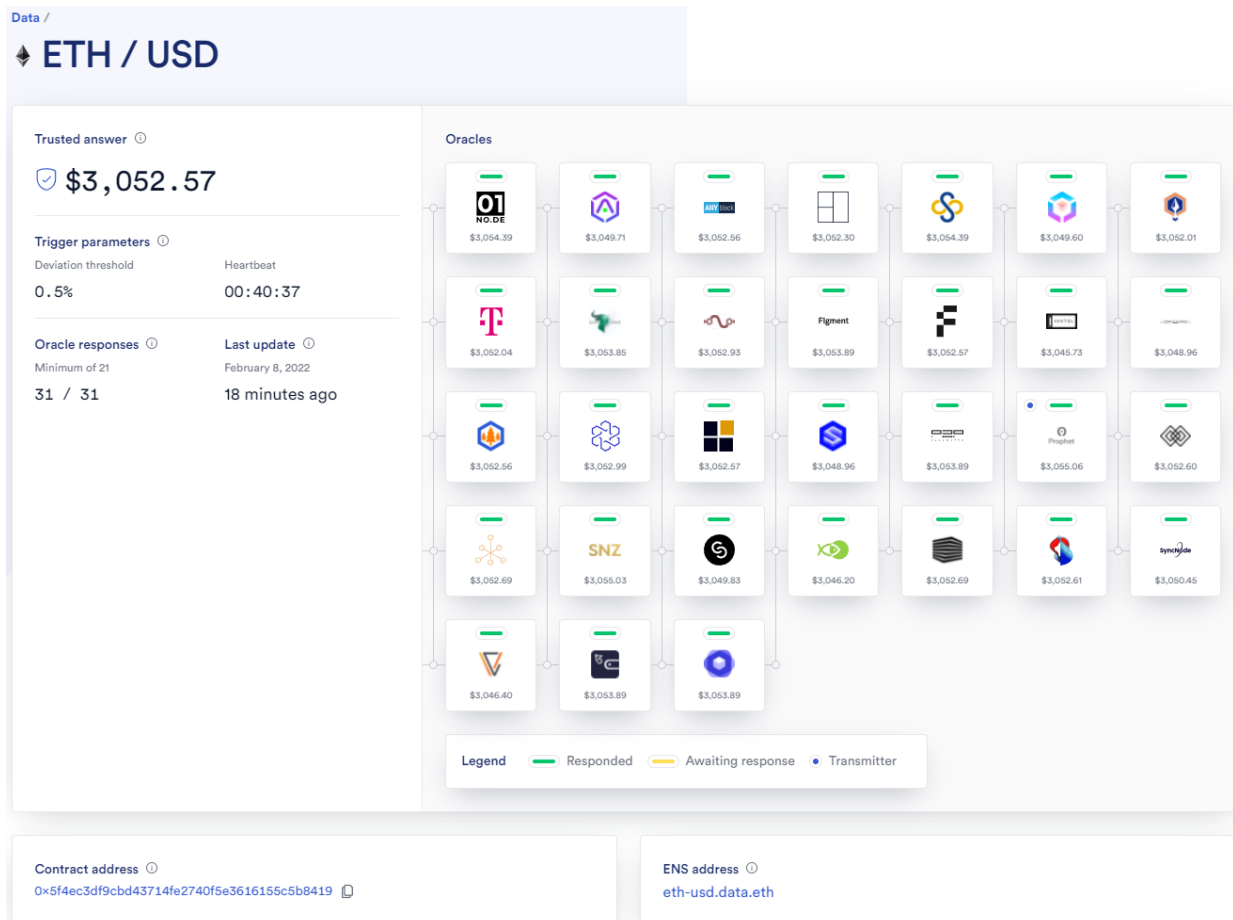 Data /
ETH / USD
Trusted answer
$3,052.57
Trigger parameters
Deviation threshold
Heartbeat
0.5%
00:40:37
Oracle responses
Last update
Minimum of 21
February 8, 2022
31 / 31
18 minutes ago
Oracles
01
NO.DE
ANY block
$3,054.39
$3,049.71
$3,052.56
$3,052.30
$3,054.39
$3,049.60
$3,052.01
T
Figment
$3,052.04
$3,053.85
$3,052.93
$3,053.89
$3,052.57
$3,045.73
$3,048.96
Prophet
$3,052.56
$3,052.99
$3,052.57
$3,048.96
$3,053.89
$3,055.06
$3,052.60
SNZ
SyncNode
$3,052.69
$3,055.03
$3,049.83
$3,046.20
$3,052.69
$3,052.61
$3,050.45
$3,046.40
$3,053.89
$3,053.89
Legend
Responded
Awaiting response
Transmitter
Contract address
0x5f4ec3df9cbd43714fe2740f5e3616155c5b8419
ENS address
eth-usd.data.eth